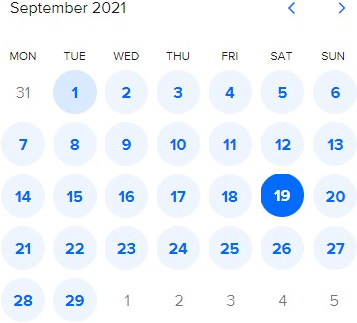 September 2021
MON TUE WED THU FRI SAT SUN
31 1 2 3 4 5 6
7 8 9 10 11 12 13
14 15 16 17 18 19 20
21 22 23 24 25 26 27
28 29 1 2 3 4 5